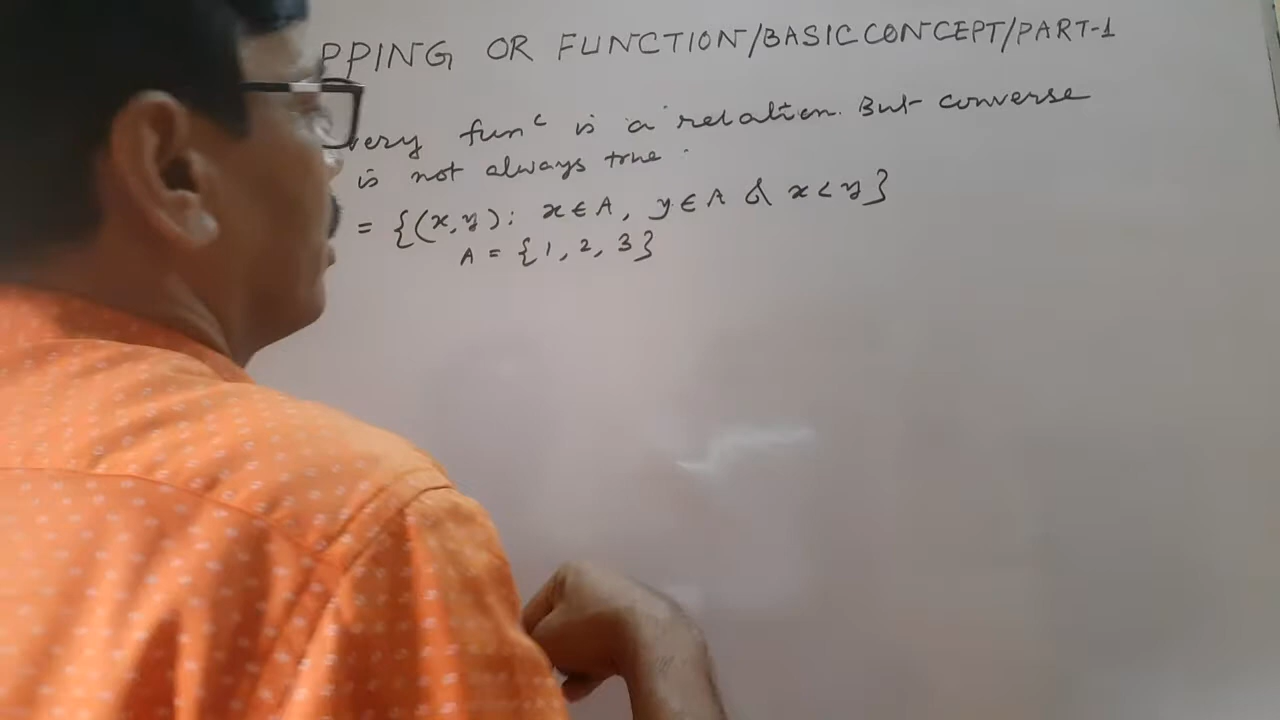 PPING OR FUNCTION/BASIC CONCEPT/PART-1
very funᶜ is a relation. But converse
is not always true.
= {(x,y): x∈A, y∈A & x<y}
A = {1, 2, 3}